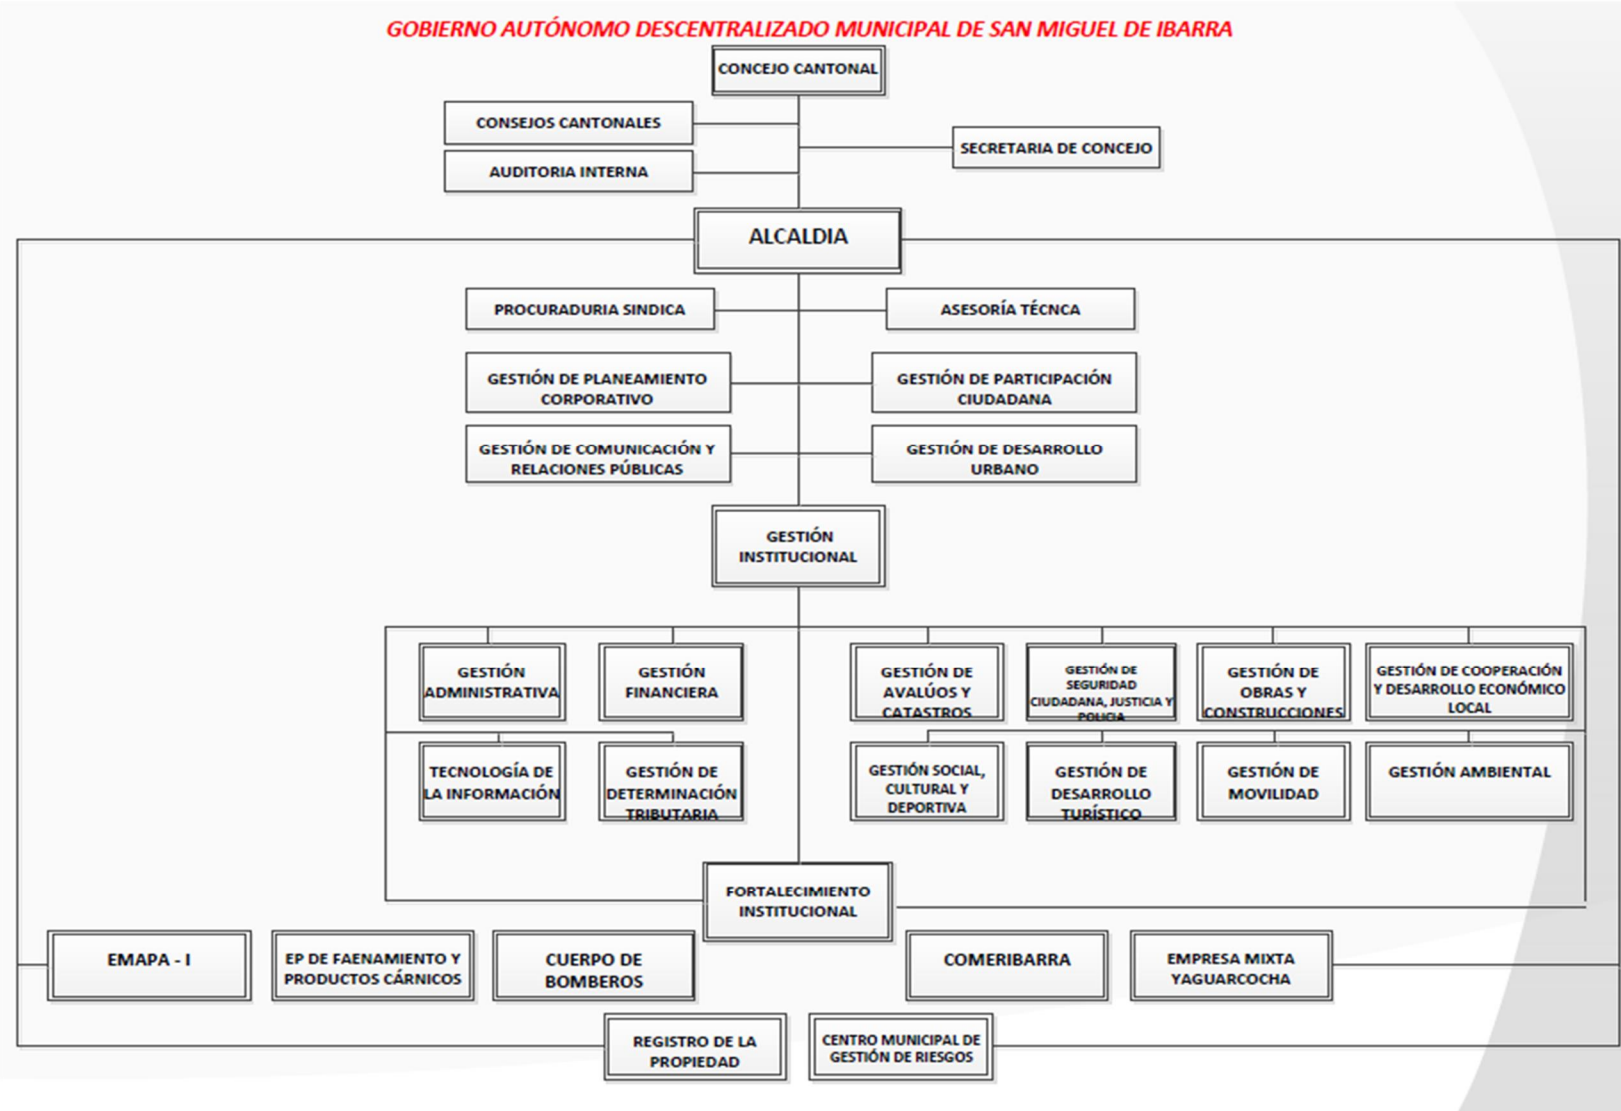 GOBIERNO AUTÓNOMO DESCENTRALIZADO MUNICIPAL DE SAN MIGUEL DE IBARRA
CONCEJO CANTONAL
CONSEJOS CANTONALES
SECRETARIA DE CONCEJO
AUDITORIA INTERNA
ALCALDIA
PROCURADURIA SINDICA
ASESORÍA TÉCNCA
GESTIÓN DE PLANEAMIENTO
CORPORATIVO
GESTIÓN DE PARTICIPACIÓN
CIUDADANA
GESTIÓN DE COMUNICACIÓN Y
RELACIONES PÚBLICAS
GESTIÓN DE DESARROLLO
URBANO
GESTIÓN
INSTITUCIONAL
GESTIÓN
ADMINISTRATIVA
GESTIÓN
FINANCIERA
GESTIÓN DE
AVALÚOS Y
CATASTROS
GESTIÓN DE
SEGURIDAD
CIUDADANA, JUSTICIA Y
POLICIA
GESTIÓN DE
OBRAS Y
CONSTRUCCIONES
GESTIÓN DE COOPERACIÓN
Y DESARROLLO ECONÓMICO
LOCAL
TECNOLOGÍA DE
LA INFORMACIÓN
GESTIÓN DE
DETERMINACIÓN
TRIBUTARIA
GESTIÓN SOCIAL,
CULTURAL Y
DEPORTIVA
GESTIÓN DE
DESARROLLO
TURÍSTICO
GESTIÓN DE
MOVILIDAD
GESTIÓN AMBIENTAL
FORTALECIMIENTO
INSTITUCIONAL
EMAPA - I
EP DE FAENAMIENTO Y
PRODUCTOS CÁRNICOS
CUERPO DE
BOMBEROS
COMERIBARRA
EMPRESA MIXTA
YAGUARCOCHA
REGISTRO DE LA
PROPIEDAD
CENTRO MUNICIPAL DE
GESTIÓN DE RIESGOS